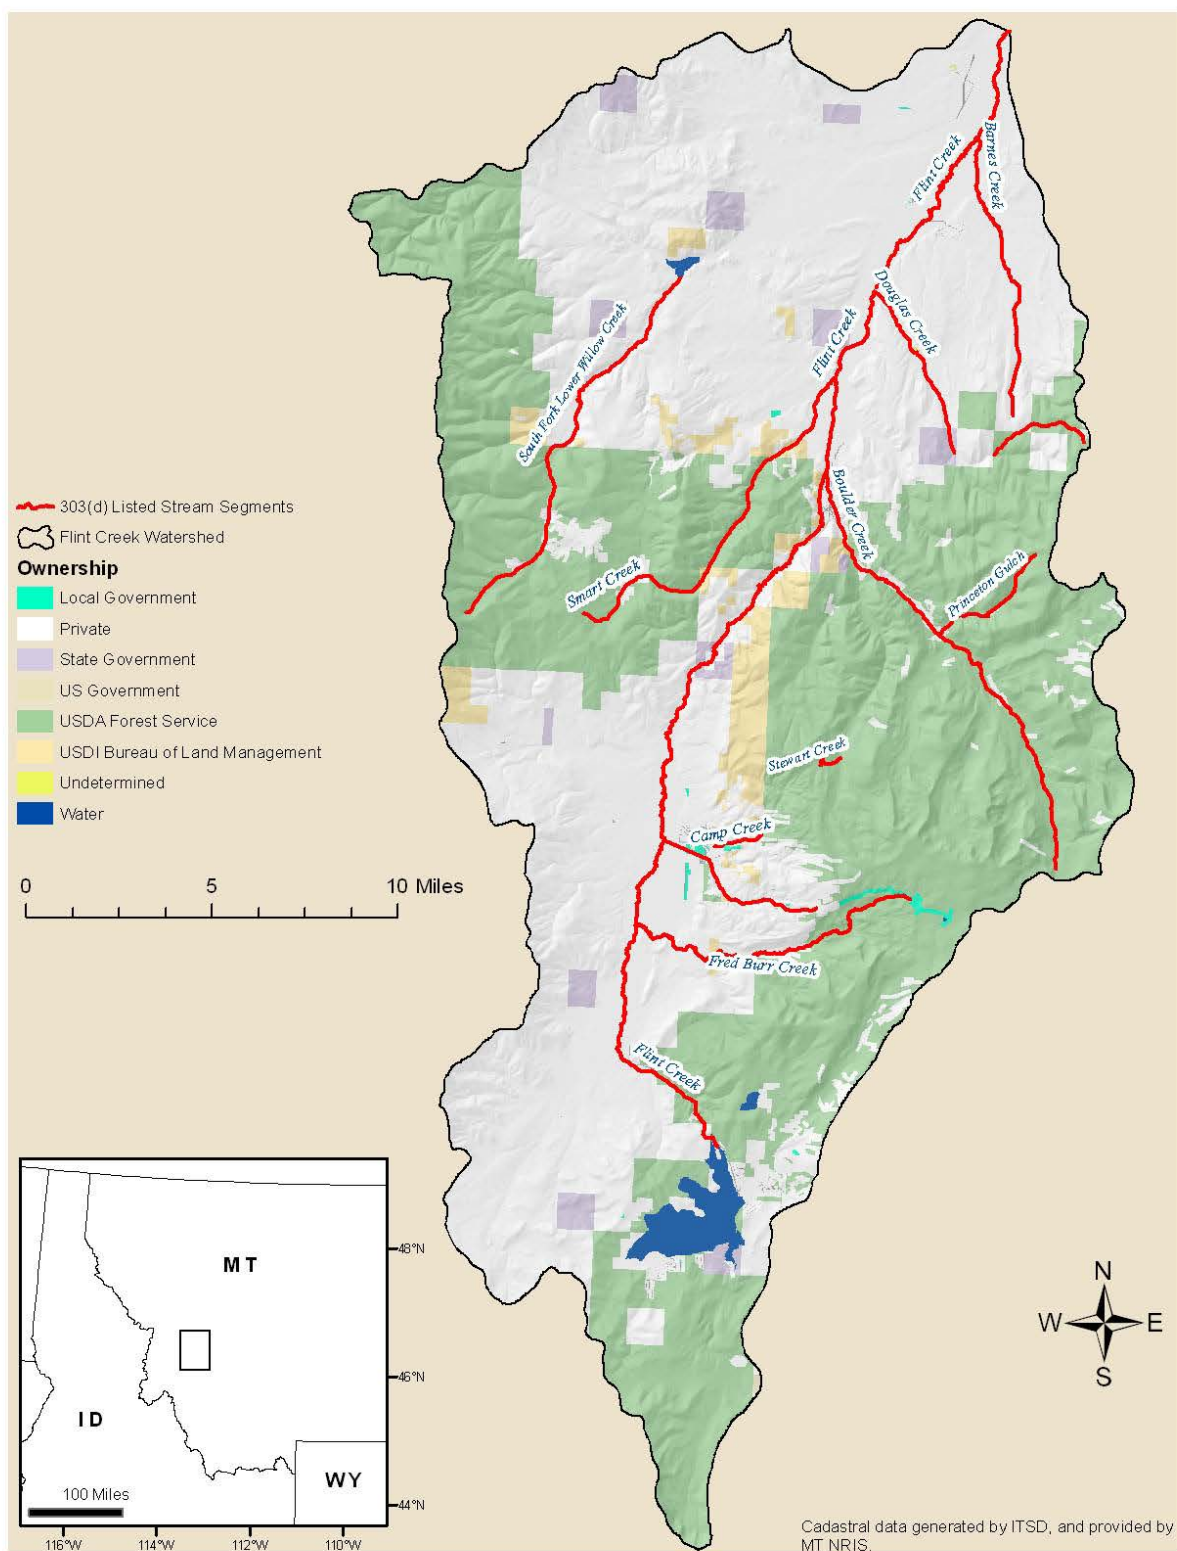 Barnes Creek
Flint Creek
Douglas Creek
Flint Creek
South Fork Lower Willow Creek
Boulder Creek
Princeton Gulch
Smart Creek
Stewart Creek
Camp Creek
Fred Burr Creek
Flint Creek
303(d) Listed Stream Segments
Flint Creek Watershed
Ownership
Local Government
Private
State Government
US Government
USDA Forest Service
USDI Bureau of Land Management
Undetermined
Water
0 5 10 Miles
MT
ID
WY
100 Miles
48°N
46°N
44°N
116°W 114°W 112°W 110°W
N
W E
S
Cadastral data generated by ITSD, and provided by
MT NRIS.